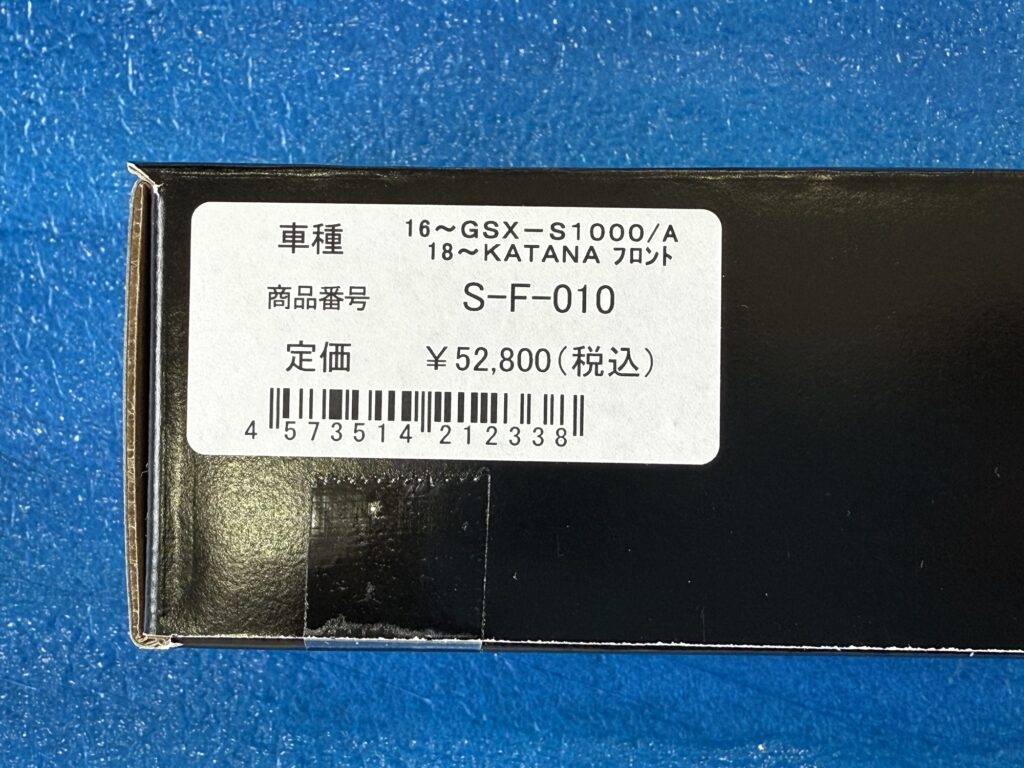 車種 16～GSX－S1000/A
18～KATANA ﾌﾛﾝﾄ
商品番号 S-F-010
定価 ￥52,800(税込)
4 573514 212338